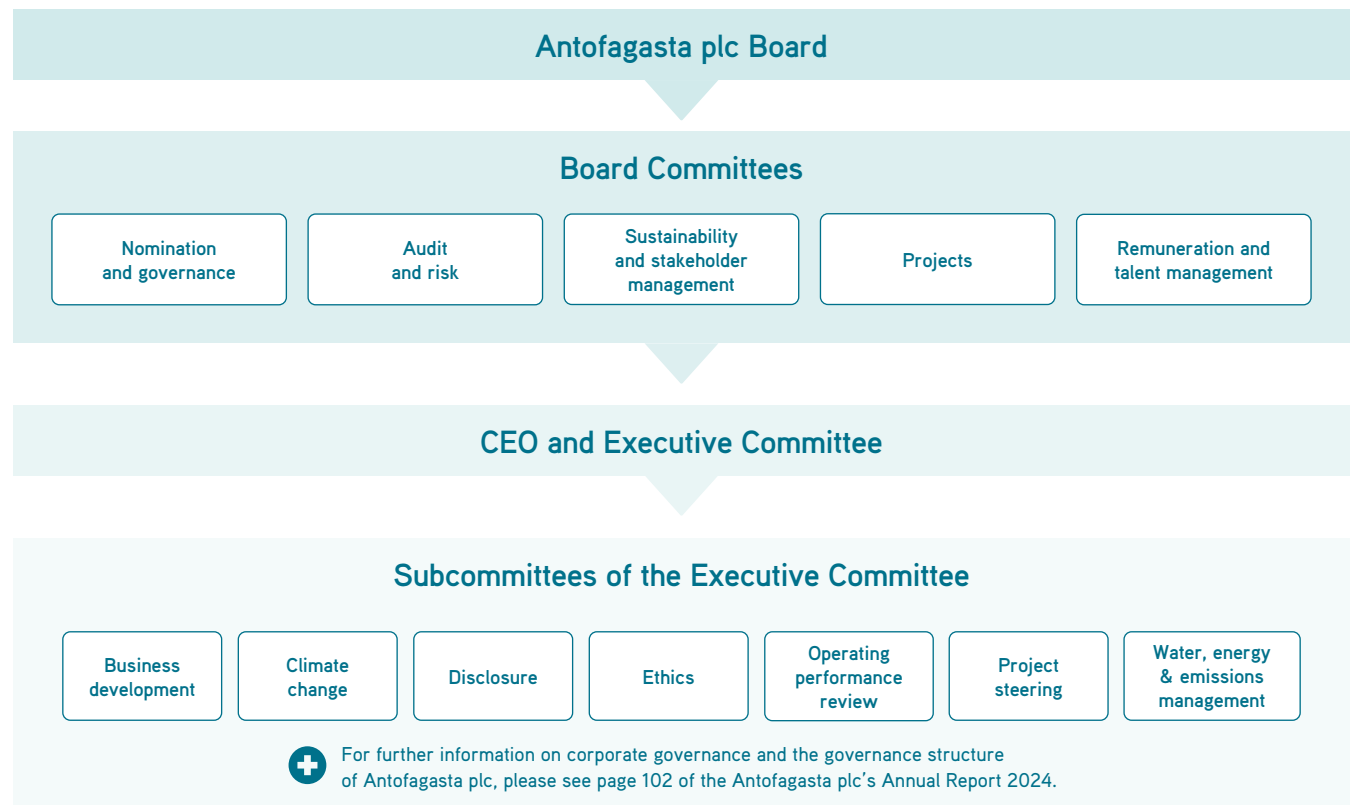 Antofagasta plc Board
Board Committees
Nomination
and governance
Audit
and risk
Sustainability
and stakeholder
management
Projects
Remuneration and
talent management
CEO and Executive Committee
Subcommittees of the Executive Committee
Business
development
Climate
change
Disclosure
Ethics
Operating
performance
review
Project
steering
Water, energy
& emissions
management
For further information on corporate governance and the governance structure
of Antofagasta plc, please see page 102 of the Antofagasta plc’s Annual Report 2024.